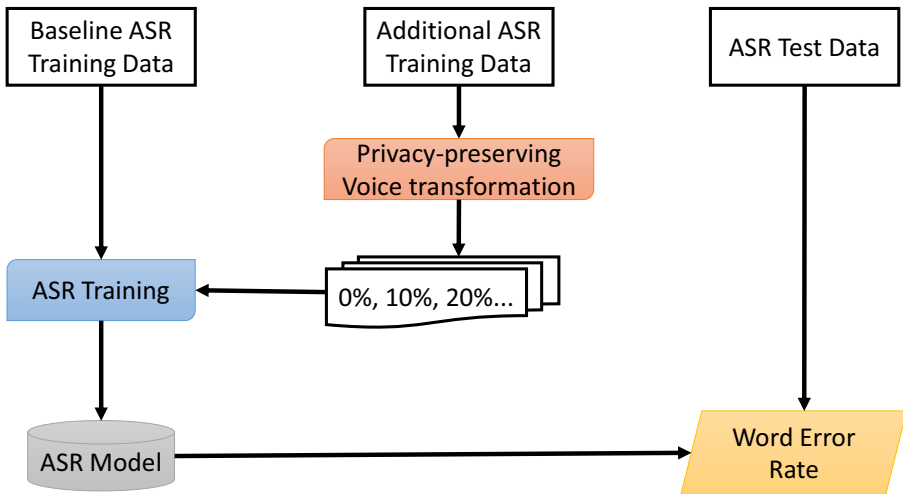 Baseline ASR
Training Data
Additional ASR
Training Data
ASR Test Data
Privacy-preserving
Voice transformation
ASR Training
0%, 10%, 20%...
ASR Model
Word Error
Rate